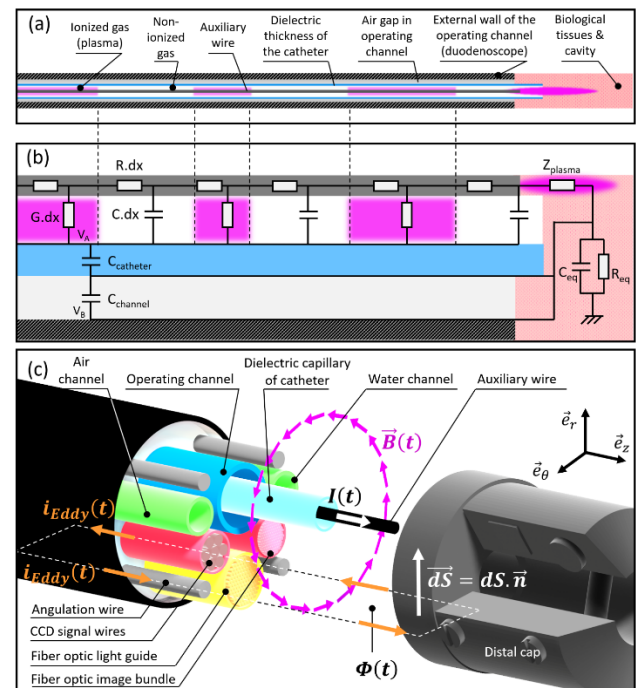 (a)
Ionized gas
(plasma)
Non-
ionized
gas
Auxiliary
wire
Dielectric
thickness of
the catheter
Air gap in
operating
channel
External wall of
the operating channel
(duodenoscope)
Biological
tissues &
cavity
(b)
R.dx
Z_plasma
G.dx
C.dx
V_A
C_catheter
C_channel
V_B
C_eq
R_eq
(c)
Air
channel
Operating channel
Dielectric capillary
of catheter
Water channel
Auxiliary wire
B⃗(t)
I(t)
e⃗_r
e⃗_z
e⃗_θ
i_Eddy(t)
i_Eddy(t)
dS⃗ = dS.n⃗
Angulation wire
CCD signal wires
Fiber optic light guide
Fiber optic image bundle
Φ(t)
Distal cap